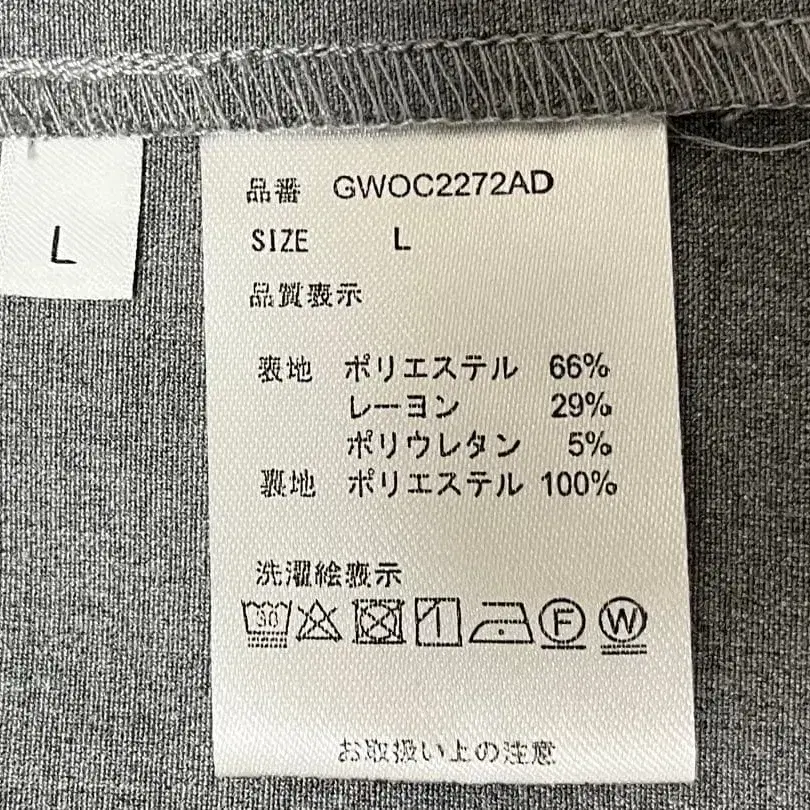 L
品番 GWOC2272AD
SIZE L
品質表示
表地 ポリエステル 66%
レーヨン 29%
ポリウレタン 5%
裏地 ポリエステル 100%
洗濯絵表示
30 F W
お取扱い上の注意